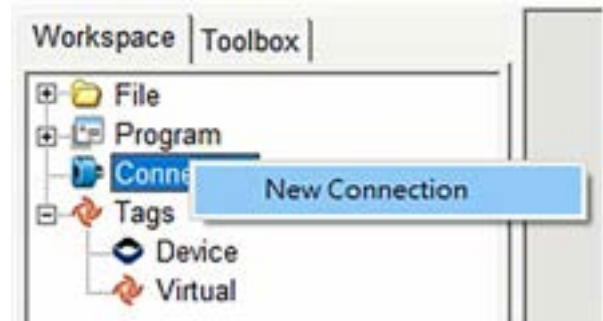 Workspace Toolbox
File
Program
New Connection
Tags
Device
Virtual